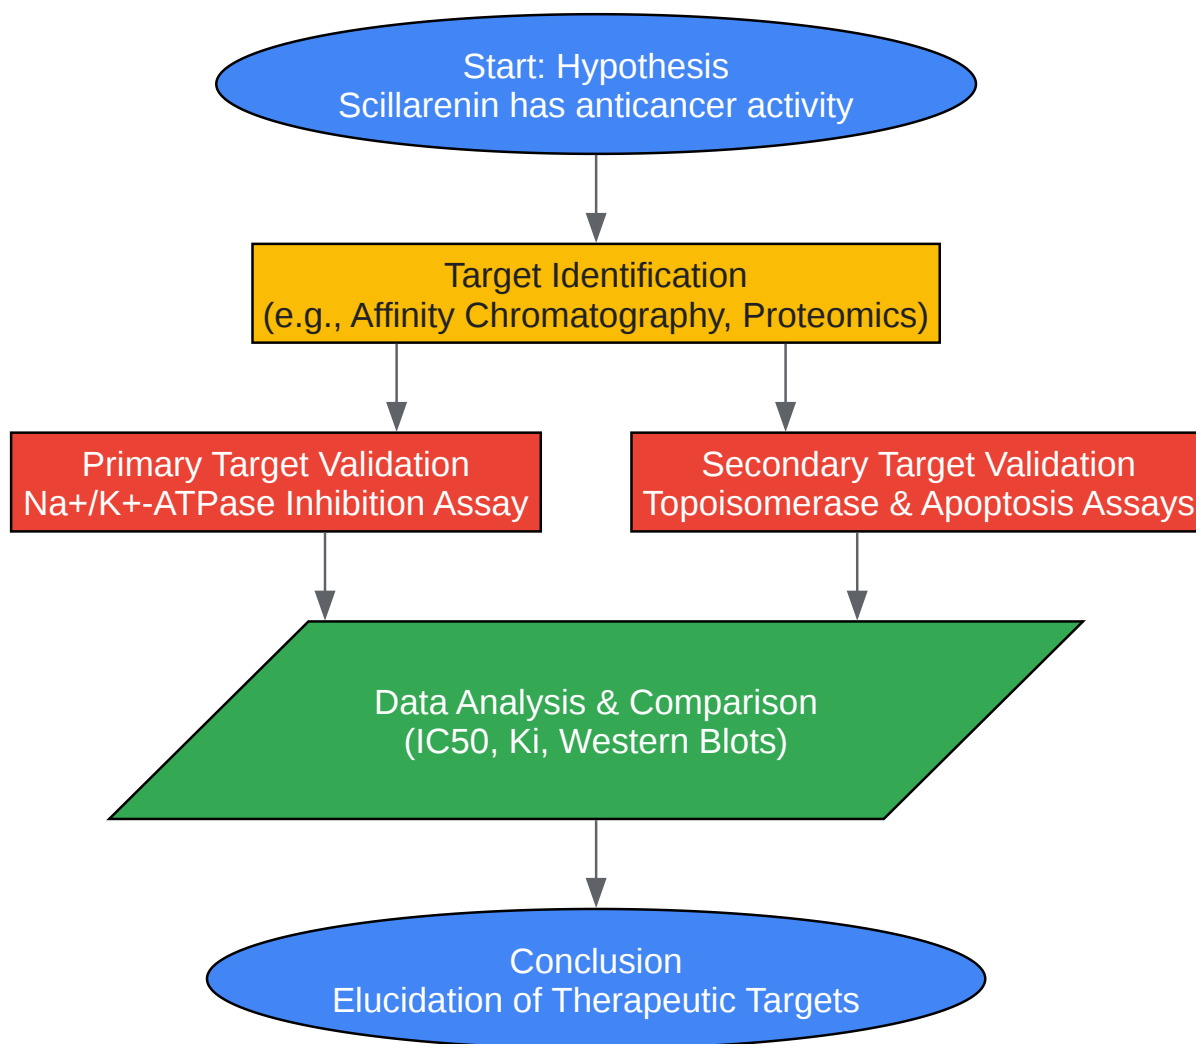 Start: Hypothesis
Scillarenin has anticancer activity
Target Identification
(e.g., Affinity Chromatography, Proteomics)
Primary Target Validation
Na+/K+-ATPase Inhibition Assay
Secondary Target Validation
Topoisomerase & Apoptosis Assays
Data Analysis & Comparison
(IC50, Ki, Western Blots)
Conclusion
Elucidation of Therapeutic Targets